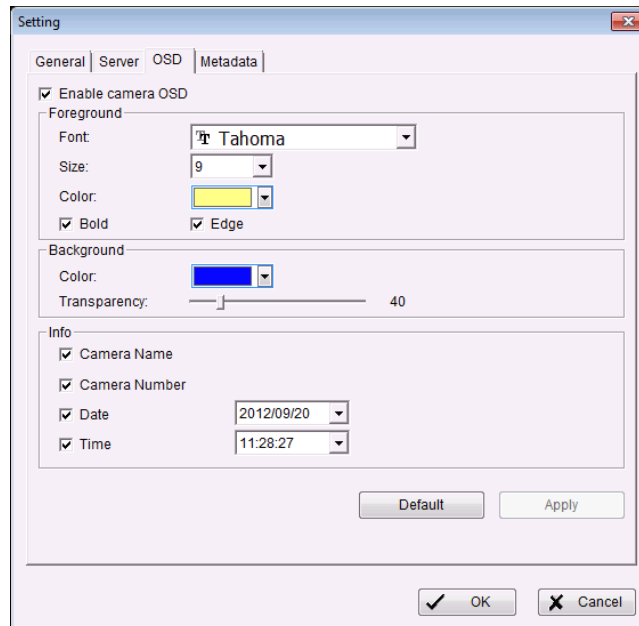 Setting
General Server OSD Metadata
Enable camera OSD
Foreground
Font: Tahoma
Size: 9
Color:
Bold Edge
Background
Color:
Transparency: 40
Info
Camera Name
Camera Number
Date 2012/09/20
Time 11:28:27
Default Apply
OK Cancel